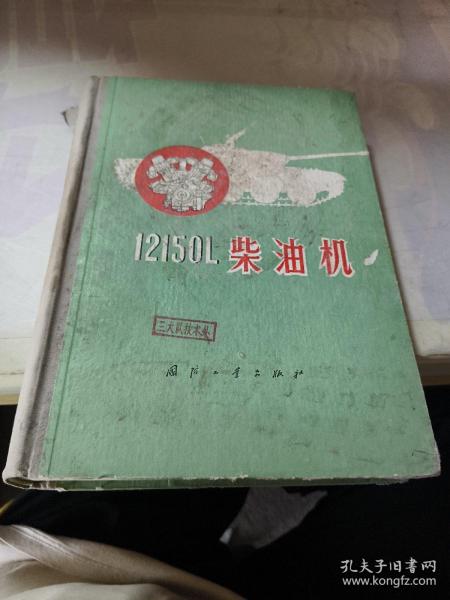 12150L 柴油机
三大队技术处
国防工业出版社
孔夫子旧书网
www.kongfz.com